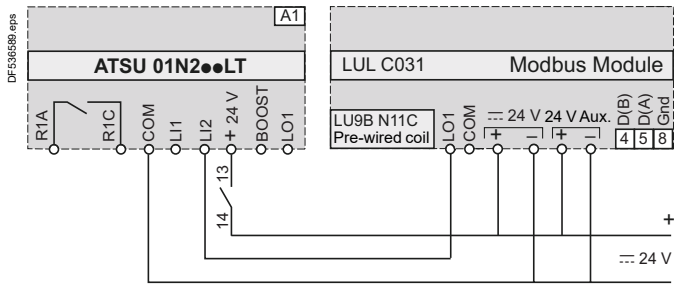 DF536589.eps
A1
ATSU 01N2●●LT
R1A
R1C
COM
LI1
LI2
+ 24 V
BOOST
LO1
13
14
LUL C031 Modbus Module
LU9B N11C
Pre-wired coil
LO1
COM
⎓ 24 V
24 V Aux.
+ – + –
D(B)
D(A)
Gnd
4 5 8
+
⎓ 24 V